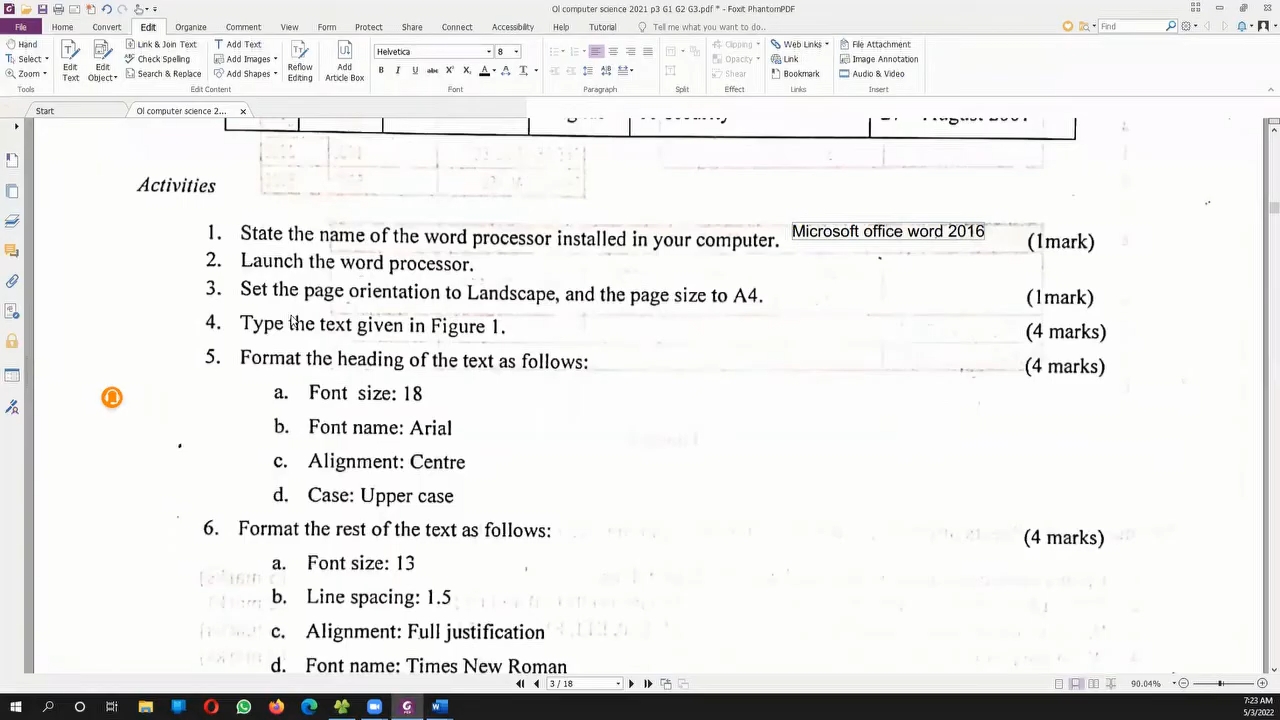 Ol computer science 2021 p3 G1 G2 G3.pdf * - Foxit PhantomPDF
File Home Convert Edit Organize Comment View Form Protect Share Connect Accessibility Help Tutorial Tell me what you want to do.. Find
Hand
Select
Zoom
Tools
Edit Text
Edit Object
Link & Join Text
Check Spelling
Search & Replace
Add Text
Add Images
Add Shapes
Edit Content
Reflow Editing
Add Article Box
Helvetica 8
Font
Paragraph
Split
Clipping
Opacity
Shear
Effect
Web Links
Link
Bookmark
Links
File Attachment
Image Annotation
Audio & Video
Insert
Start Ol computer science 2...
Activities
1. State the name of the word processor installed in your computer. Microsoft office word 2016 (1mark)
2. Launch the word processor.
3. Set the page orientation to Landscape, and the page size to A4. (1mark)
4. Type the text given in Figure 1. (4 marks)
5. Format the heading of the text as follows: (4 marks)
a. Font size: 18
b. Font name: Arial
c. Alignment: Centre
d. Case: Upper case
6. Format the rest of the text as follows: (4 marks)
a. Font size: 13
b. Line spacing: 1.5
c. Alignment: Full justification
d. Font name: Times New Roman
3 / 18 90.04%
7:23 AM
5/3/2022